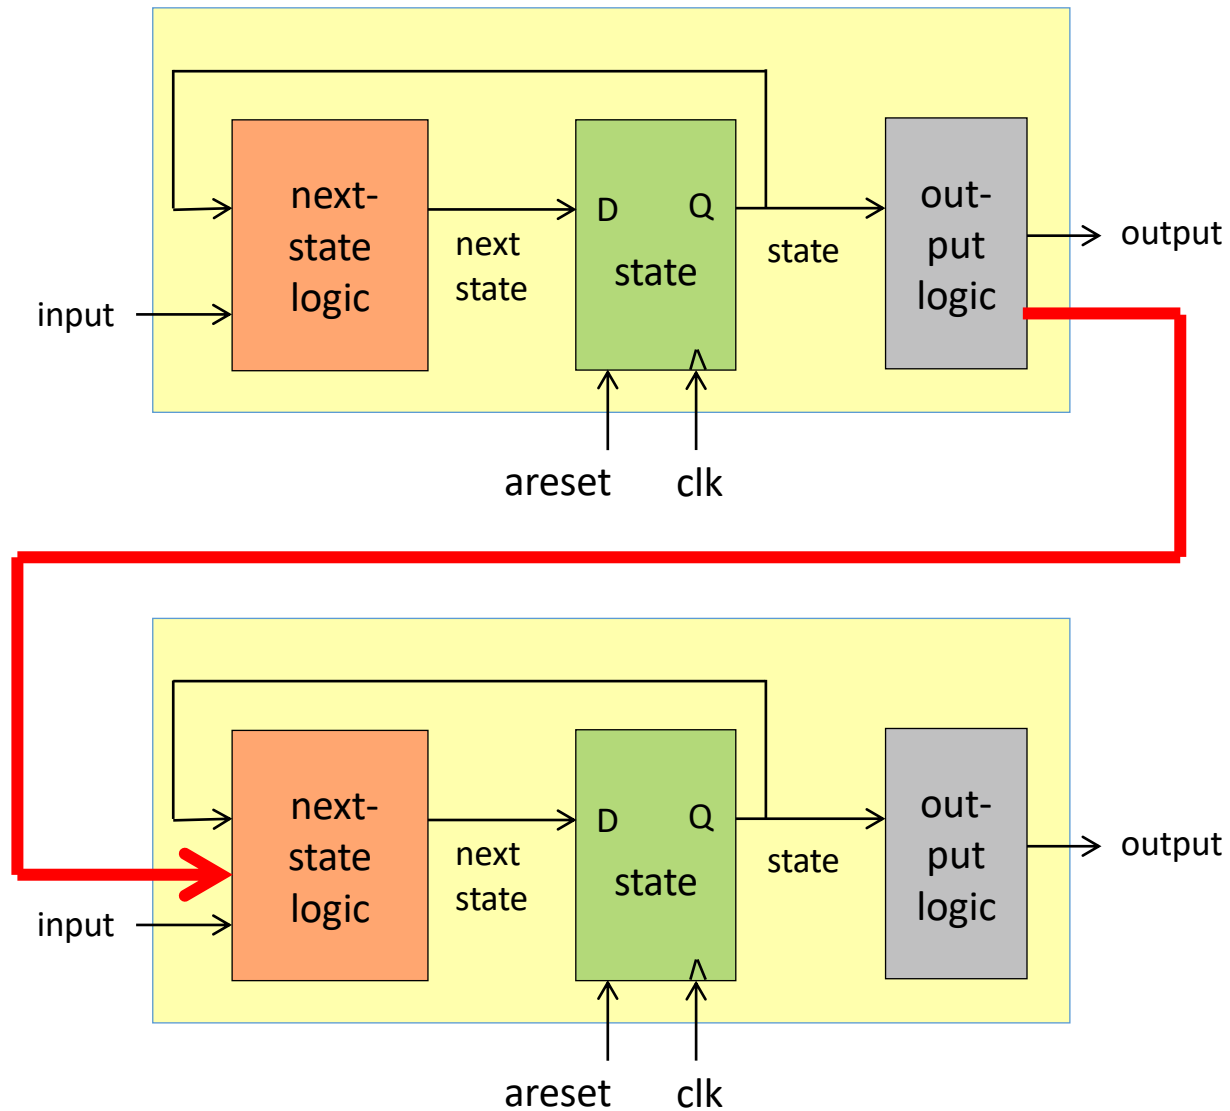 next-
state
logic
input
next
state
D
Q
state
state
out-
put
logic
output
areset
clk
next-
state
logic
input
next
state
D
Q
state
state
out-
put
logic
output
areset
clk